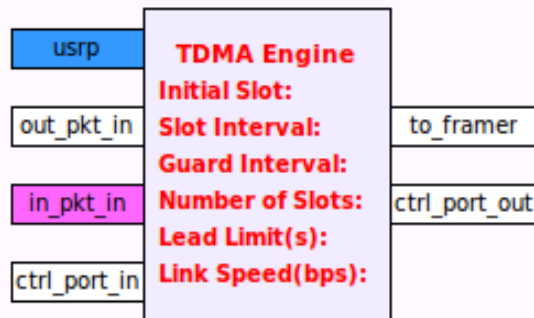 usrp
out_pkt_in
in_pkt_in
ctrl_port_in
TDMA Engine
Initial Slot:
Slot Interval:
Guard Interval:
Number of Slots:
Lead Limit(s):
Link Speed(bps):
to_framer
ctrl_port_out